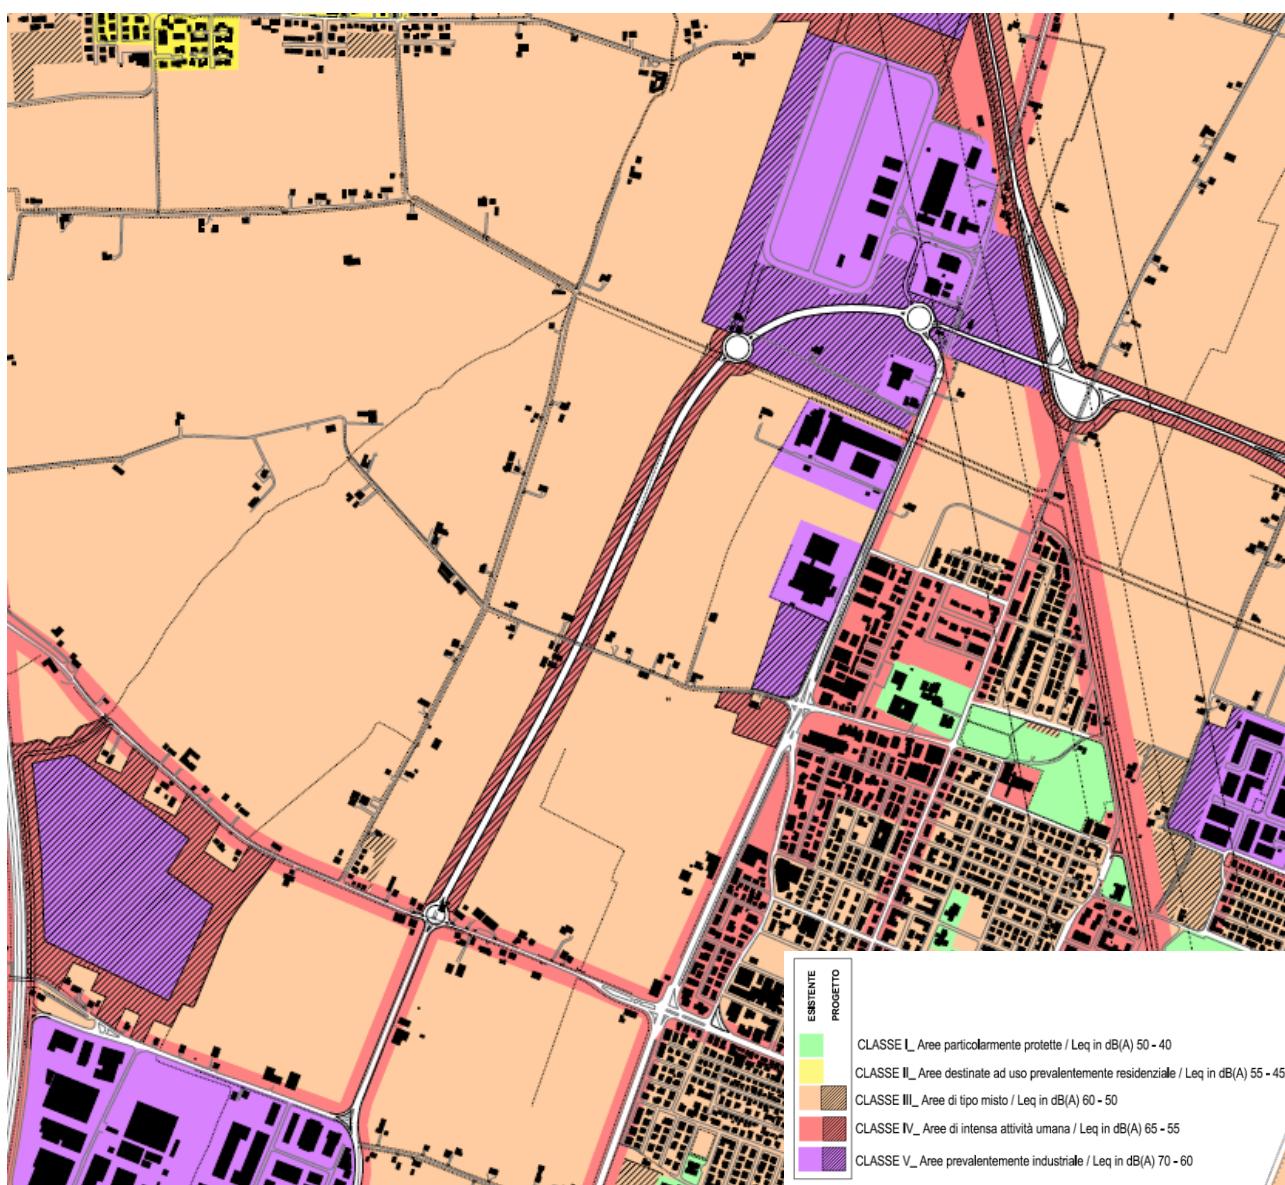 ESISTENTE
PROGETTO
CLASSE I_ Aree particolarmente protette / Leq in dB(A) 50 - 40
CLASSE II_ Aree destinate ad uso prevalentemente residenziale / Leq in dB(A) 55 - 45
CLASSE III_ Aree di tipo misto / Leq in dB(A) 60 - 50
CLASSE IV_ Aree di intensa attività umana / Leq in dB(A) 65 - 55
CLASSE V_ Aree prevalentemente industriale / Leq in dB(A) 70 - 60